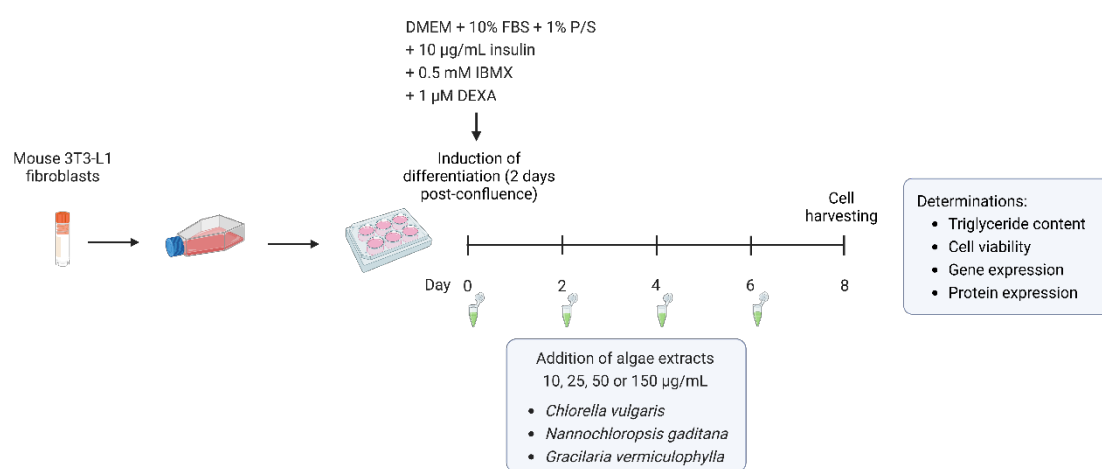 DMEM + 10% FBS + 1% P/S
+ 10 µg/mL insulin
+ 0.5 mM IBMX
+ 1 µM DEXA
Mouse 3T3-L1
fibroblasts
Induction of
differentiation (2 days
post-confluence)
Cell
harvesting
Day 0 2 4 6 8
Determinations:
• Triglyceride content
• Cell viability
• Gene expression
• Protein expression
Addition of algae extracts
10, 25, 50 or 150 µg/mL
• Chlorella vulgaris
• Nannochloropsis gaditana
• Gracilaria vermiculophylla